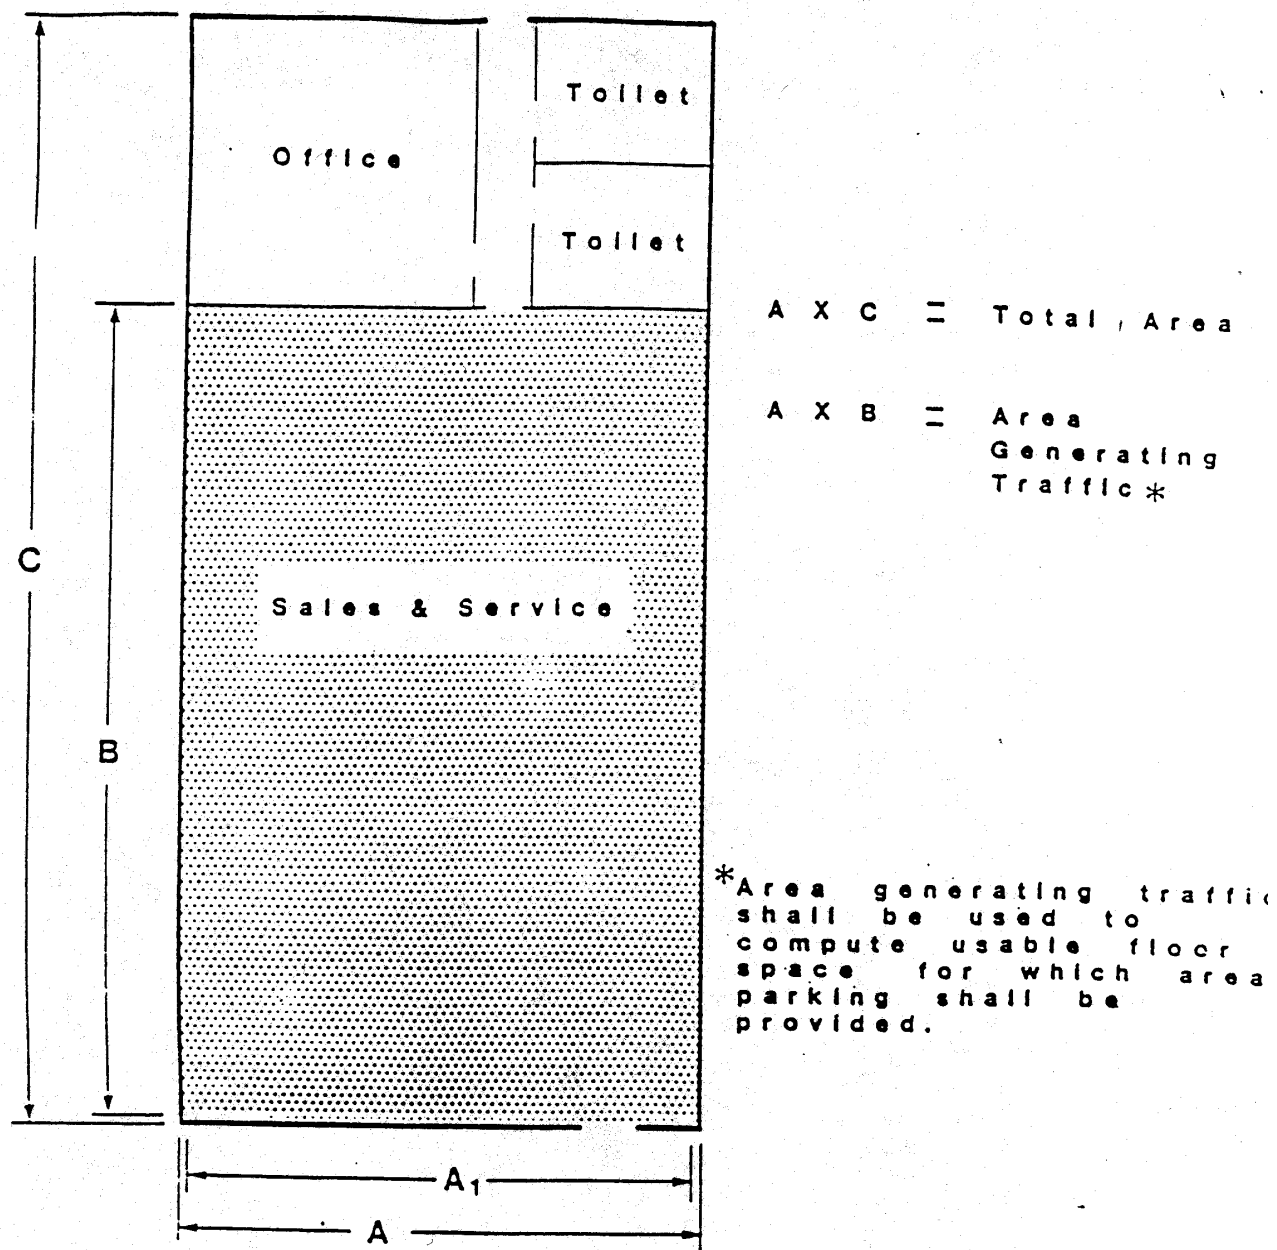 Toilet
Office
Toilet
A X C = Total Area
A X B = Area
Generating
Traffic*
C
Sales & Service
B
*Area generating traffic
shall be used to
compute usable floor
space for which area
parking shall be
provided.
A1
A